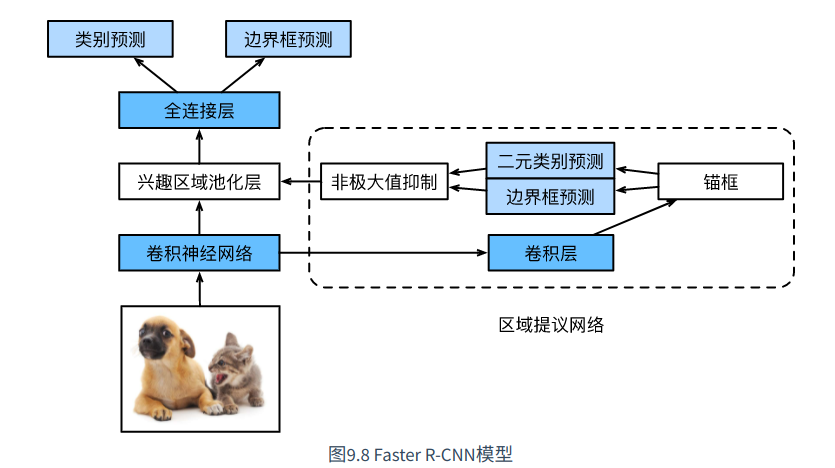 类别预测
边界框预测
全连接层
兴趣区域池化层
非极大值抑制
二元类别预测
边界框预测
锚框
卷积神经网络
卷积层
区域提议网络
图9.8 Faster R-CNN模型